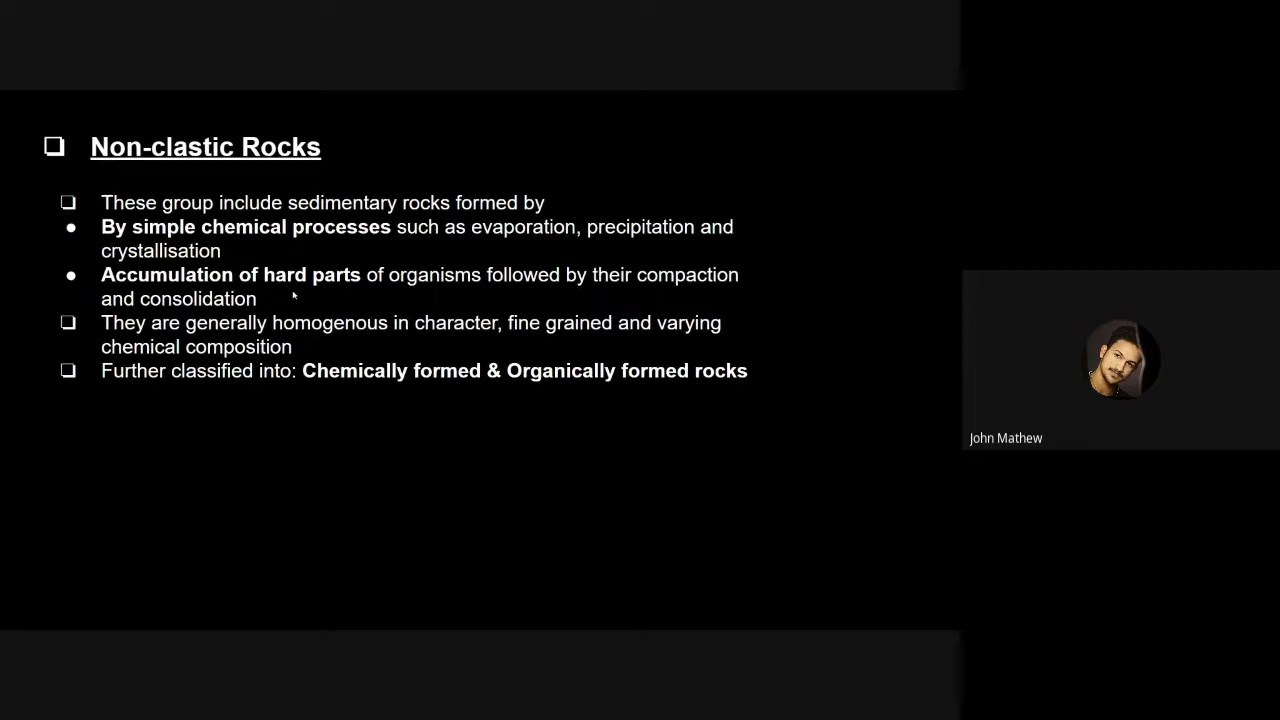 Non-clastic Rocks
These group include sedimentary rocks formed by
By simple chemical processes such as evaporation, precipitation and
crystallisation
Accumulation of hard parts of organisms followed by their compaction
and consolidation
They are generally homogenous in character, fine grained and varying
chemical composition
Further classified into: Chemically formed & Organically formed rocks
John Mathew